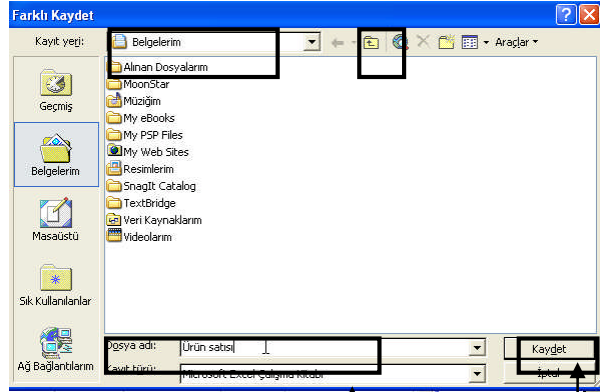 Farklı Kaydet
Kayıt yeri: Belgelerim Araçlar
Geçmiş
Belgelerim
Masaüstü
Sık Kullanılanlar
Ağ Bağlantılarım
Alınan Dosyalarım
MoonStar
Müziğim
My eBooks
My PSP Files
My Web Sites
Resimlerim
SnagIt Catalog
TextBridge
Veri Kaynaklarım
Videolarım
Dosya adı: Ürün satısı Kaydet
Kayıt türü: Microsoft Excel Çalışma Kitabı İptal